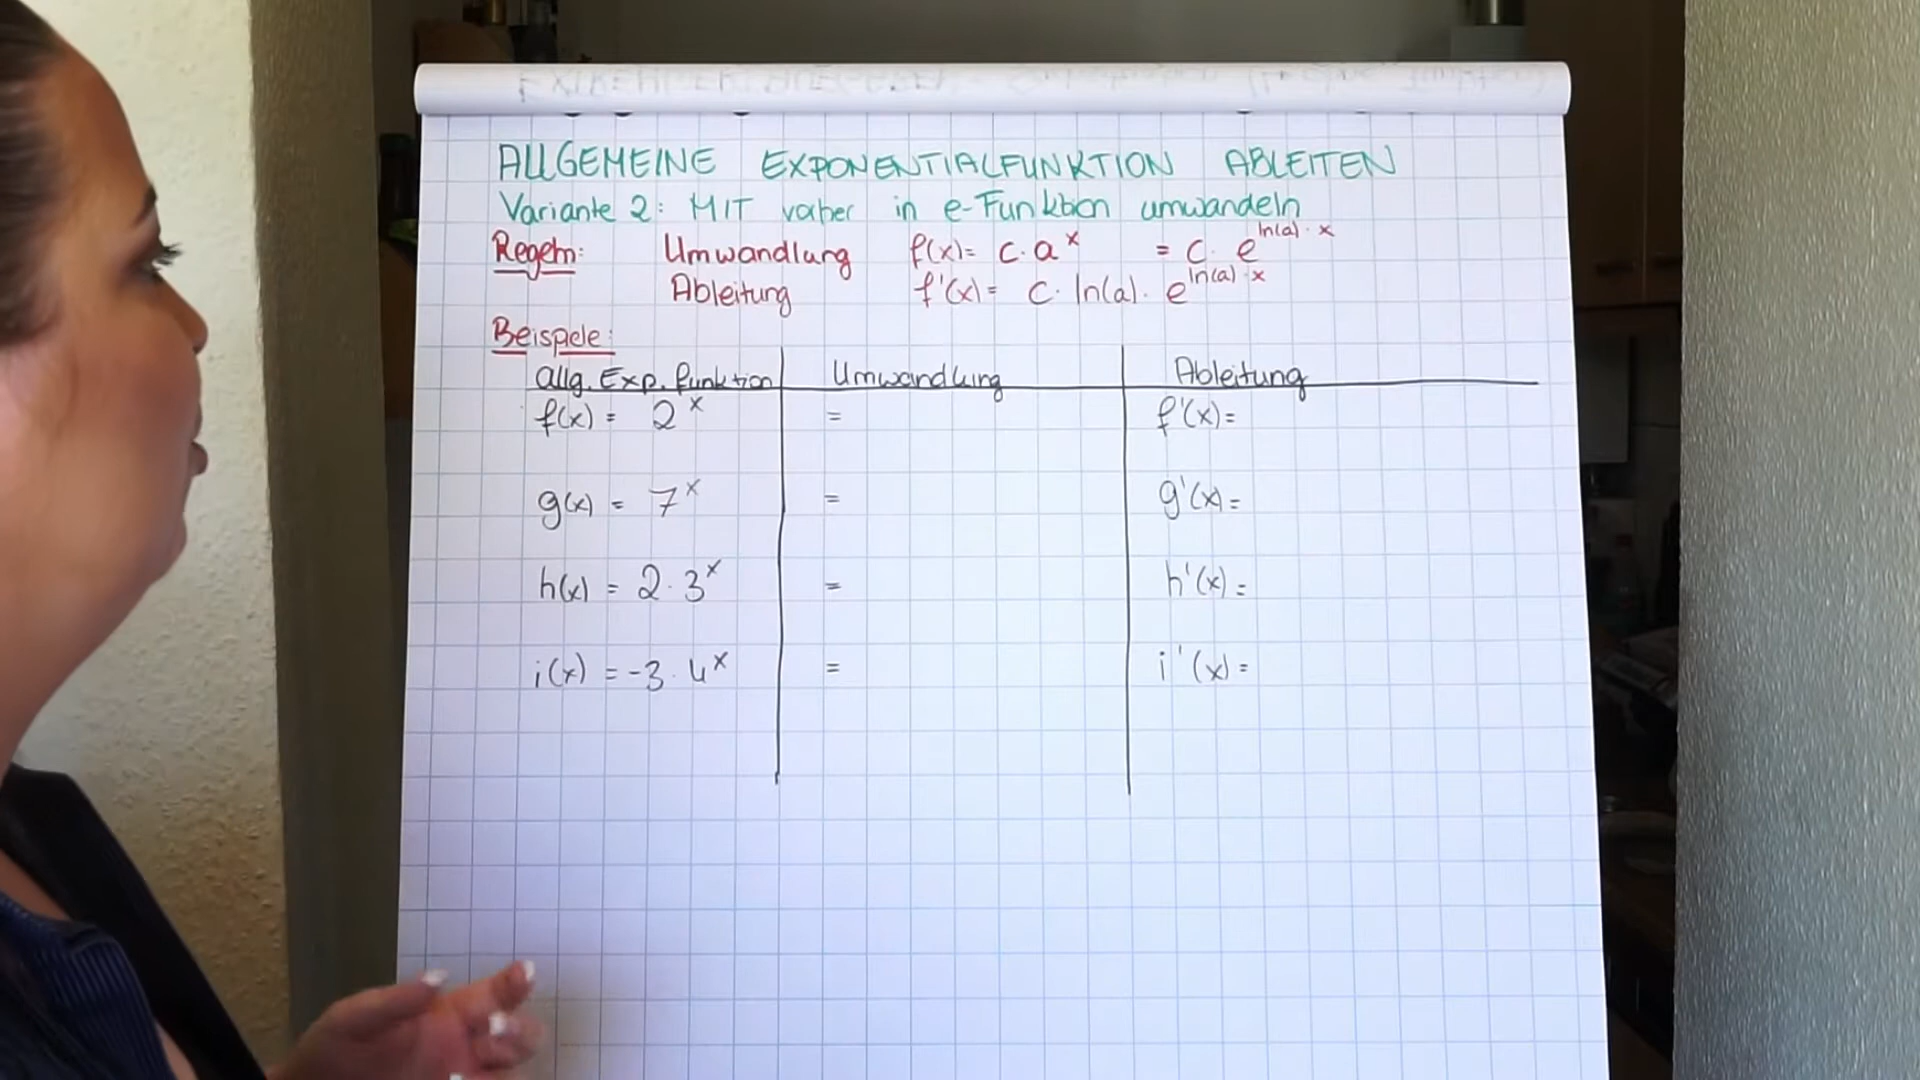 ALLGEMEINE EXPONENTIALFUNKTION ABLEITEN
Variante 2: MIT vorher in e-Funktion umwandeln
Regeln: Umwandlung f(x)= c·a^x = c·e^ln(a)·x
Ableitung f'(x)= c·ln(a)·e^ln(a)·x
Beispiele:
allg. Exp. funktion Umwandlung Ableitung
f(x) = 2^x = f'(x)=
g(x) = 7^x = g'(x)=
h(x) = 2·3^x = h'(x)=
i(x) = -3·4^x = i'(x)=